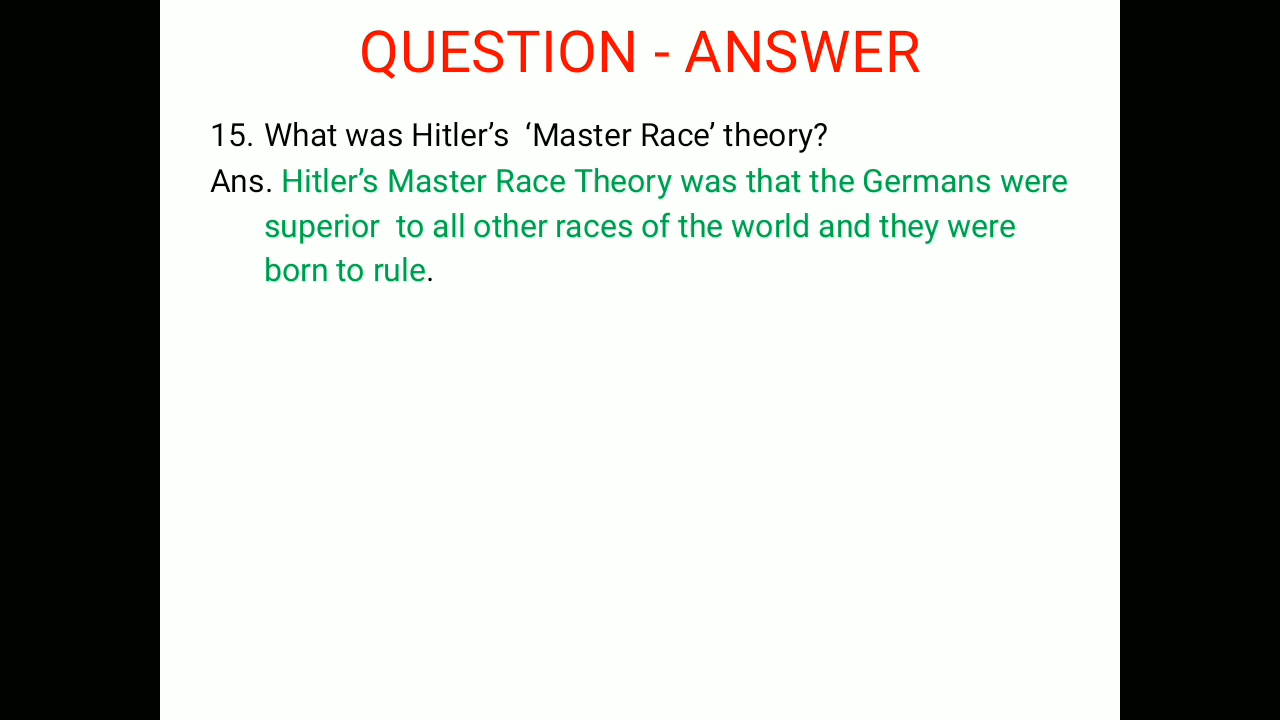 QUESTION - ANSWER
15. What was Hitler’s  ‘Master Race’ theory?
Ans. Hitler’s Master Race Theory was that the Germans were
superior  to all other races of the world and they were
born to rule.